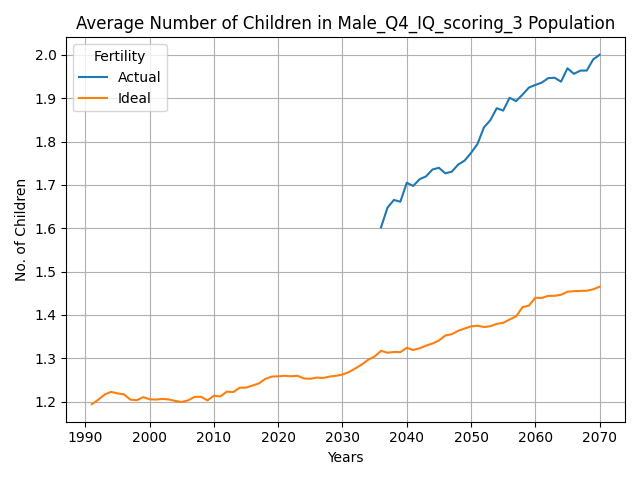 Average Number of Children in Male_Q4_IQ_scoring_3 Population
Fertility
Actual
Ideal
No. of Children
2.0
1.9
1.8
1.7
1.6
1.5
1.4
1.3
1.2
1990 2000 2010 2020 2030 2040 2050 2060 2070
Years